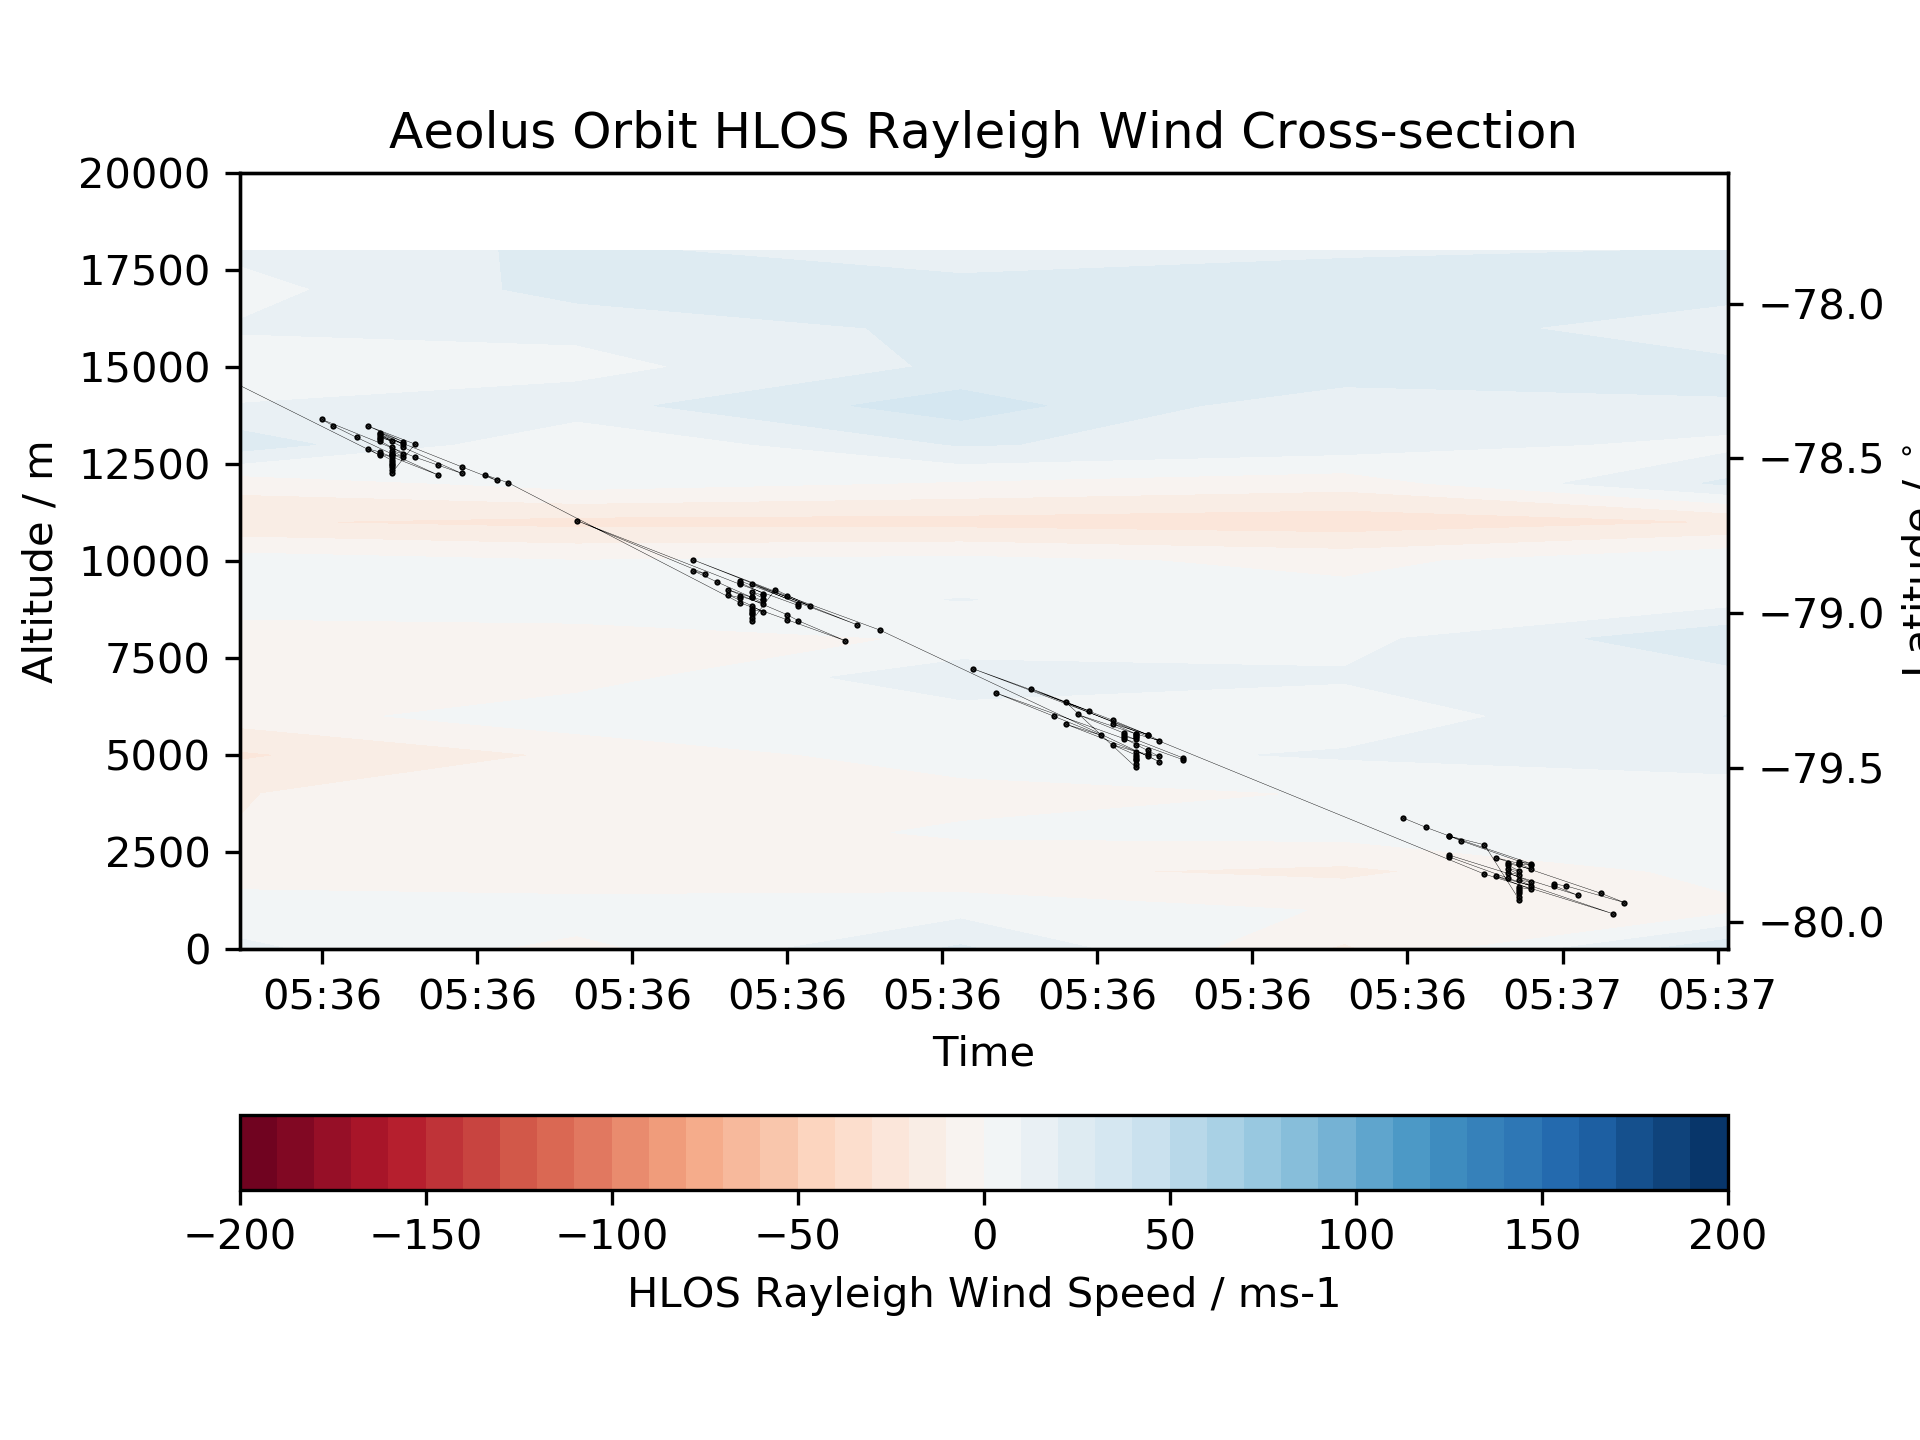 Aeolus Orbit HLOS Rayleigh Wind Cross-section
20000
17500
15000
12500
10000
7500
5000
2500
0
Altitude / m
−78.0
−78.5
−79.0
−79.5
−80.0
Latitude / °
05:36 05:36 05:36 05:36 05:36 05:36 05:36 05:36 05:37 05:37
Time
−200 −150 −100 −50 0 50 100 150 200
HLOS Rayleigh Wind Speed / ms-1